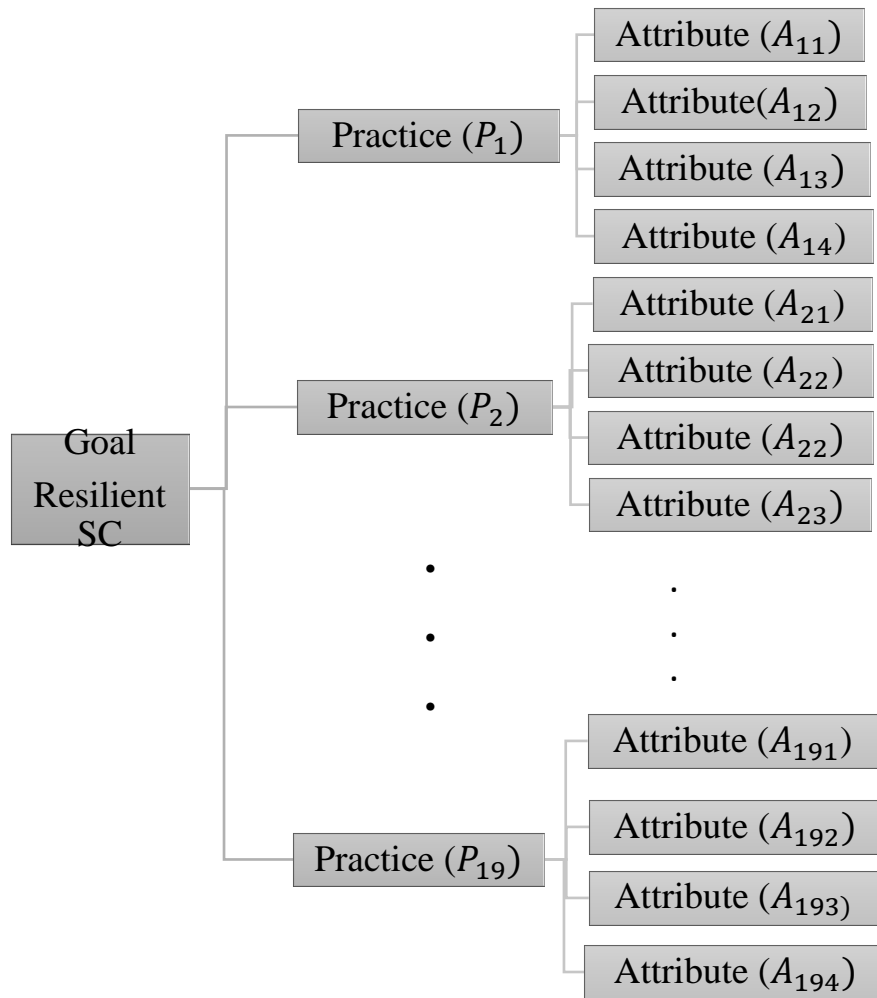 Attribute (𝐴₁₁)
Attribute(𝐴₁₂)
Practice (𝑃₁)
Attribute (𝐴₁₃)
Attribute (𝐴₁₄)
Attribute (𝐴₂₁)
Attribute (𝐴₂₂)
Practice (𝑃₂)
Attribute (𝐴₂₂)
Attribute (𝐴₂₃)
Goal
Resilient
SC
Attribute (𝐴₁₉₁)
Attribute (𝐴₁₉₂)
Practice (𝑃₁₉)
Attribute (𝐴₁₉₃₎
Attribute (𝐴₁₉₄)